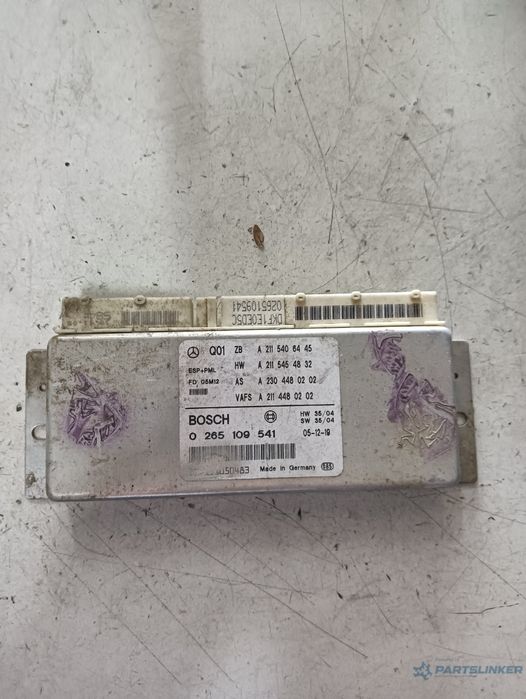 DKF1E0ED5C
0265109541
Q01 ZB A 211 540 64 45
ESP+PML HW A 211 545 48 32
FD: G5M12 AS A 230 448 02 02
VAFS A 211 448 02 02
BOSCH HW 35/04
SW 35/04
0 265 109 541 05-12-19
Made in Germany
PARTSLINKER